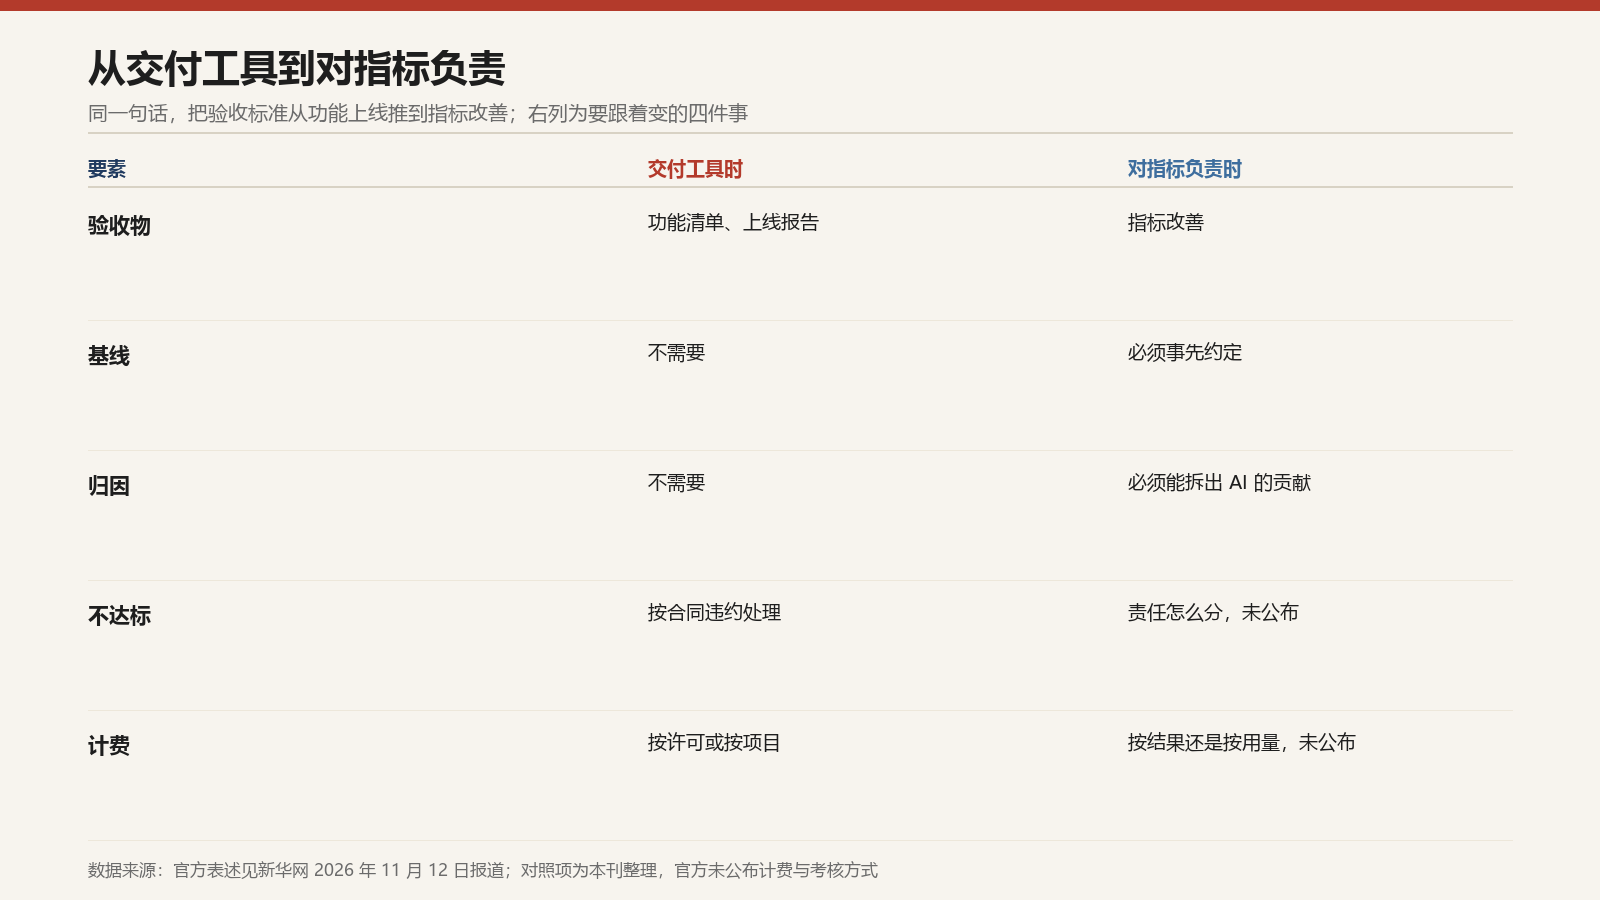 从交付工具到对指标负责
同一句话，把验收标准从功能上线推到指标改善；右列为要跟着变的四件事
要素 交付工具时 对指标负责时
验收物 功能清单、上线报告 指标改善
基线 不需要 必须事先约定
归因 不需要 必须能拆出 AI 的贡献
不达标 按合同违约处理 责任怎么分，未公布
计费 按许可或按项目 按结果还是按用量，未公布
数据来源：官方表述见新华网 2026 年 11 月 12 日报道；对照项为本刊整理，官方未公布计费与考核方式